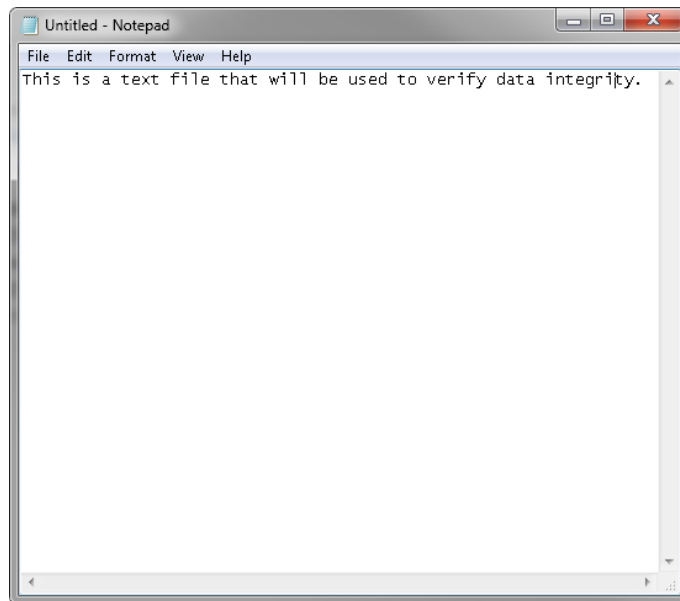 Untitled - Notepad
File Edit Format View Help
This is a text file that will be used to verify data integrity.